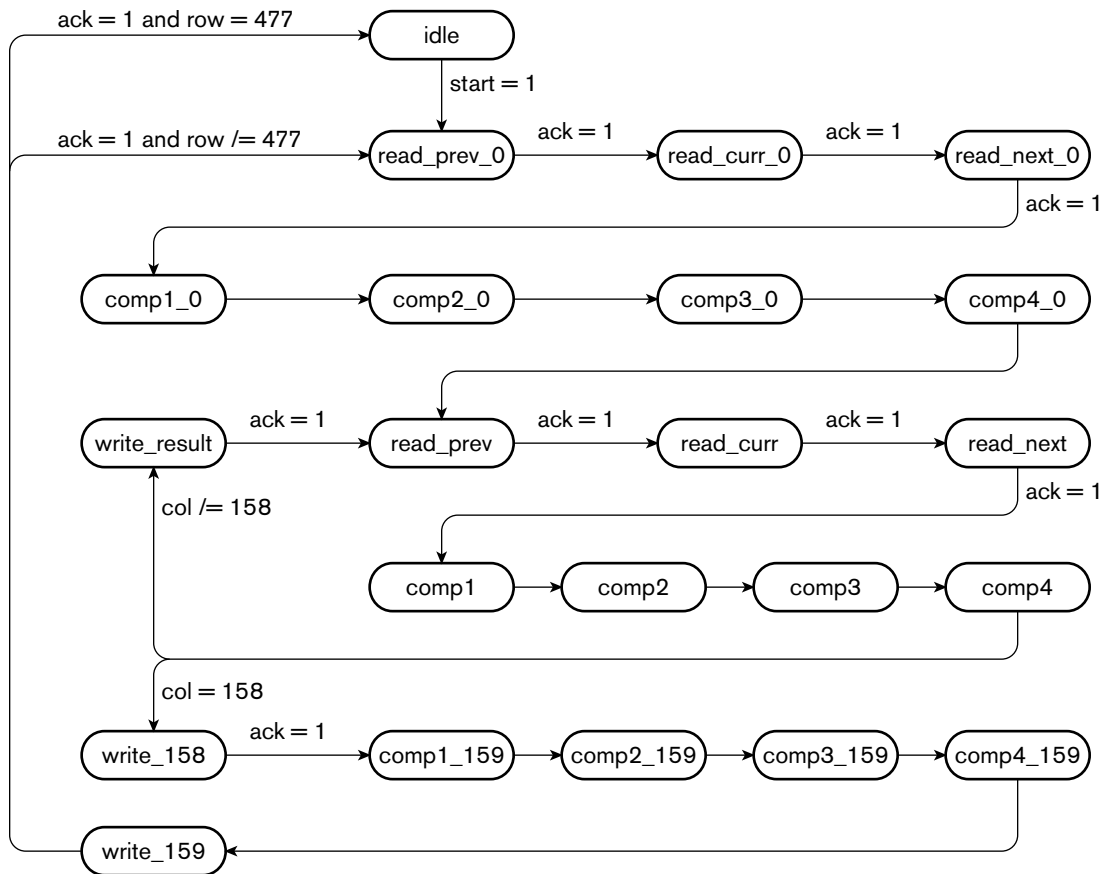 ack = 1 and row = 477
idle
start = 1
ack = 1 and row /= 477
read_prev_0
ack = 1
read_curr_0
ack = 1
read_next_0
ack = 1
comp1_0
comp2_0
comp3_0
comp4_0
write_result
ack = 1
read_prev
ack = 1
read_curr
ack = 1
read_next
col /= 158
ack = 1
comp1
comp2
comp3
comp4
col = 158
write_158
ack = 1
comp1_159
comp2_159
comp3_159
comp4_159
write_159